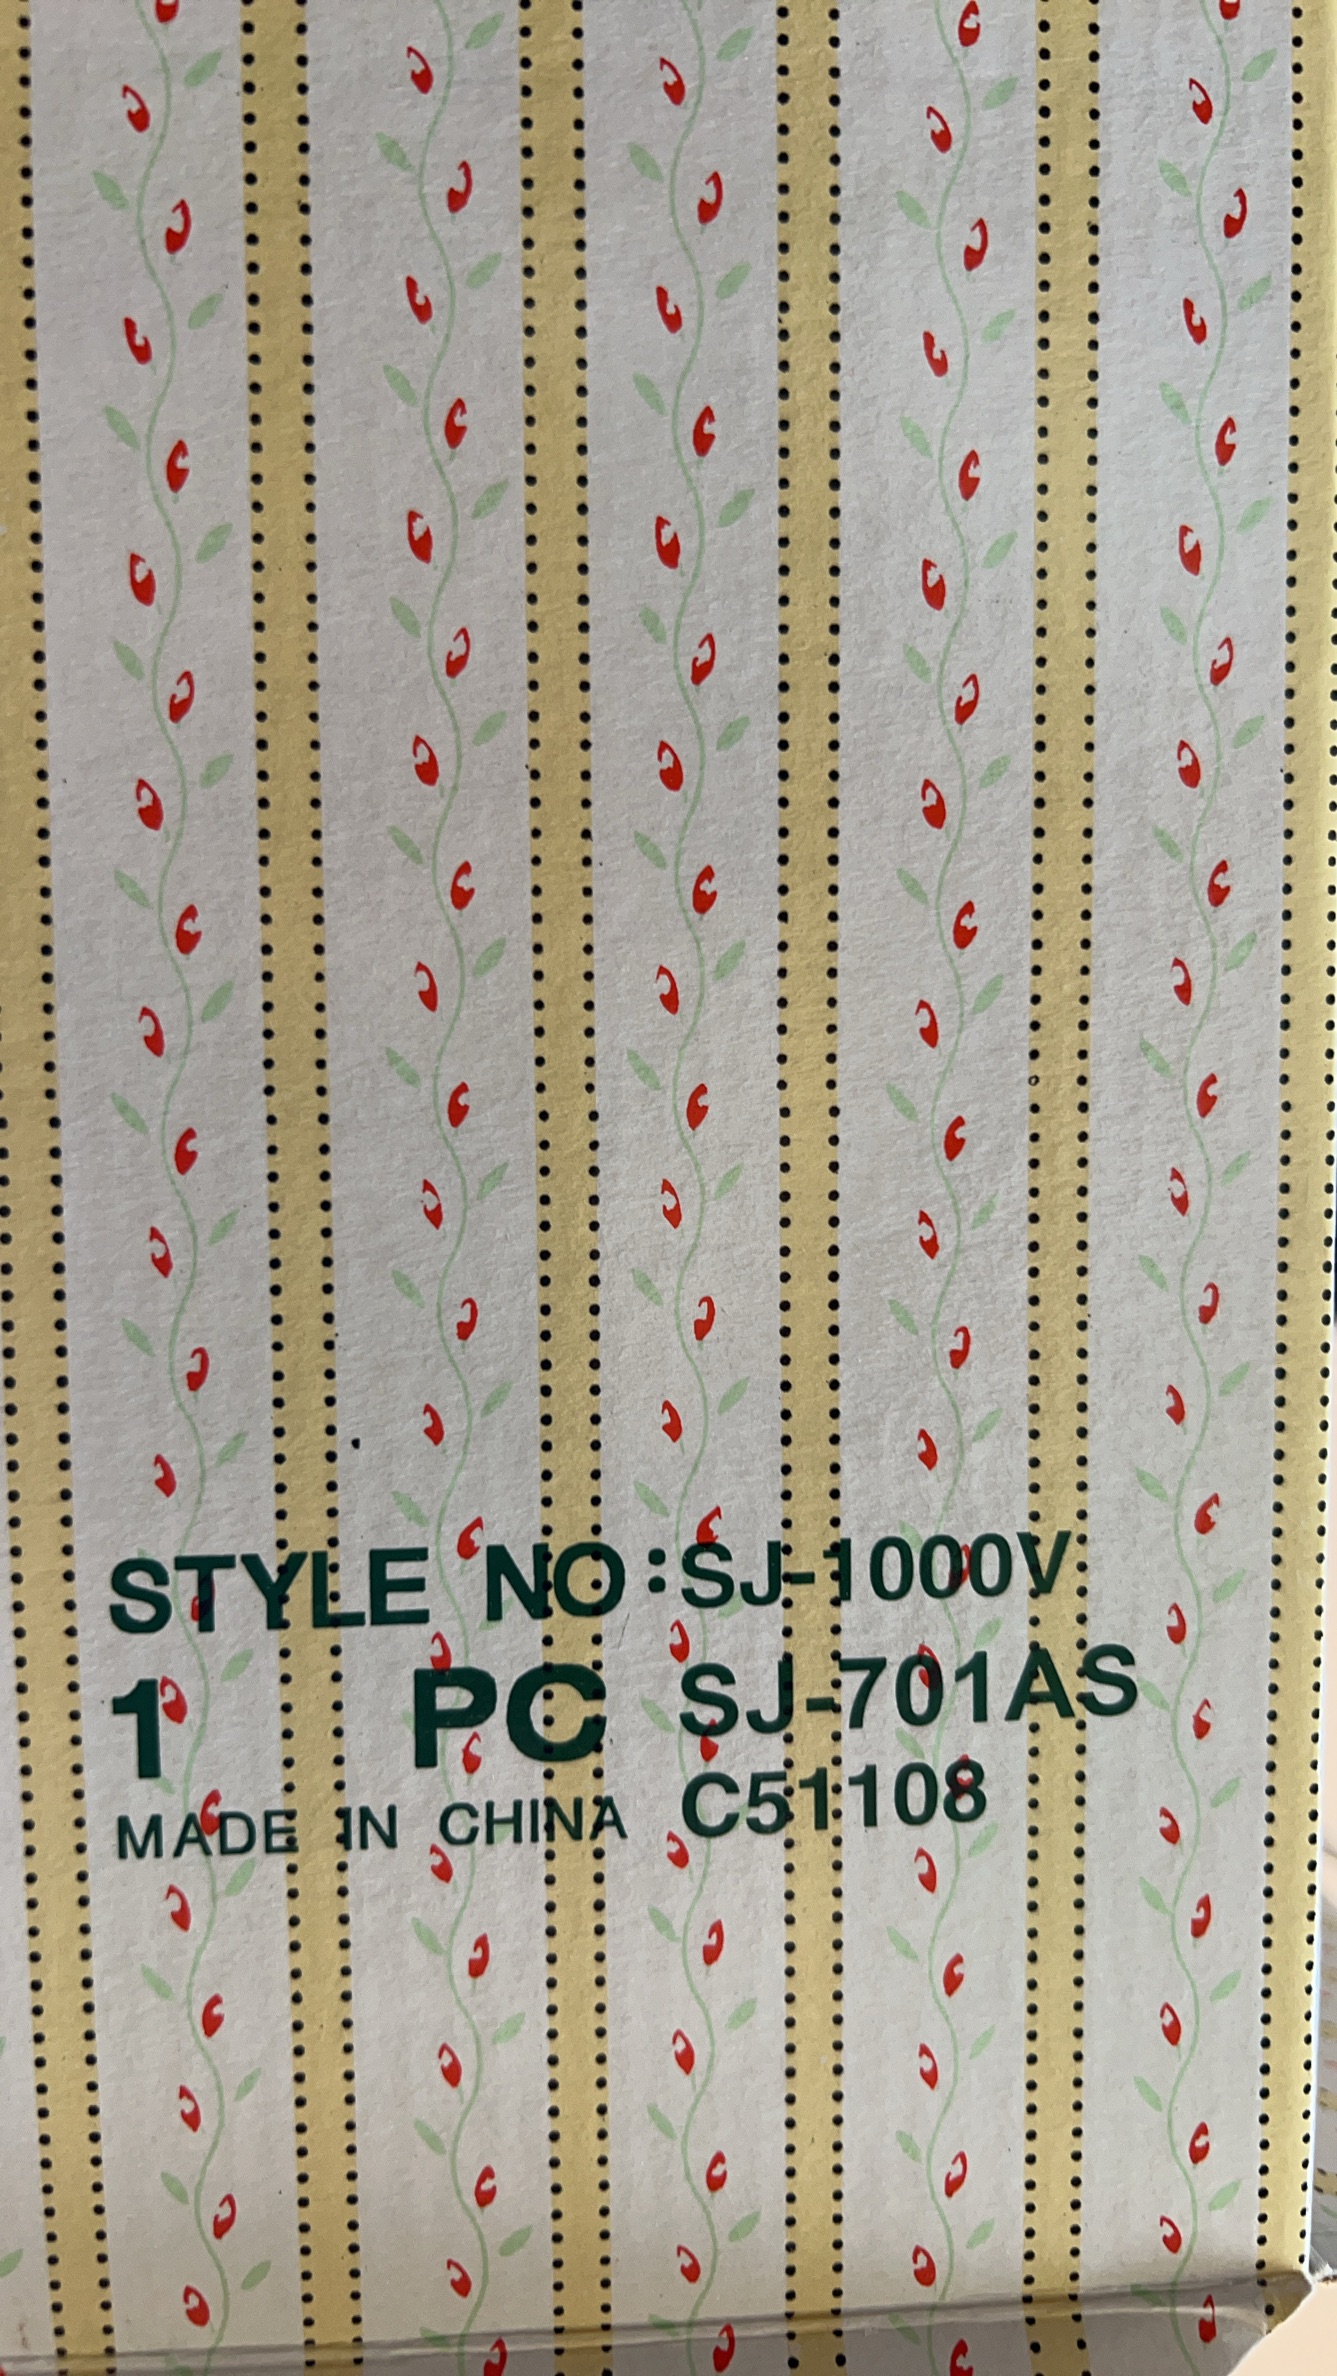 STYLE NO:SJ-1000V
1 PC SJ-701AS
MADE IN CHINA C51108